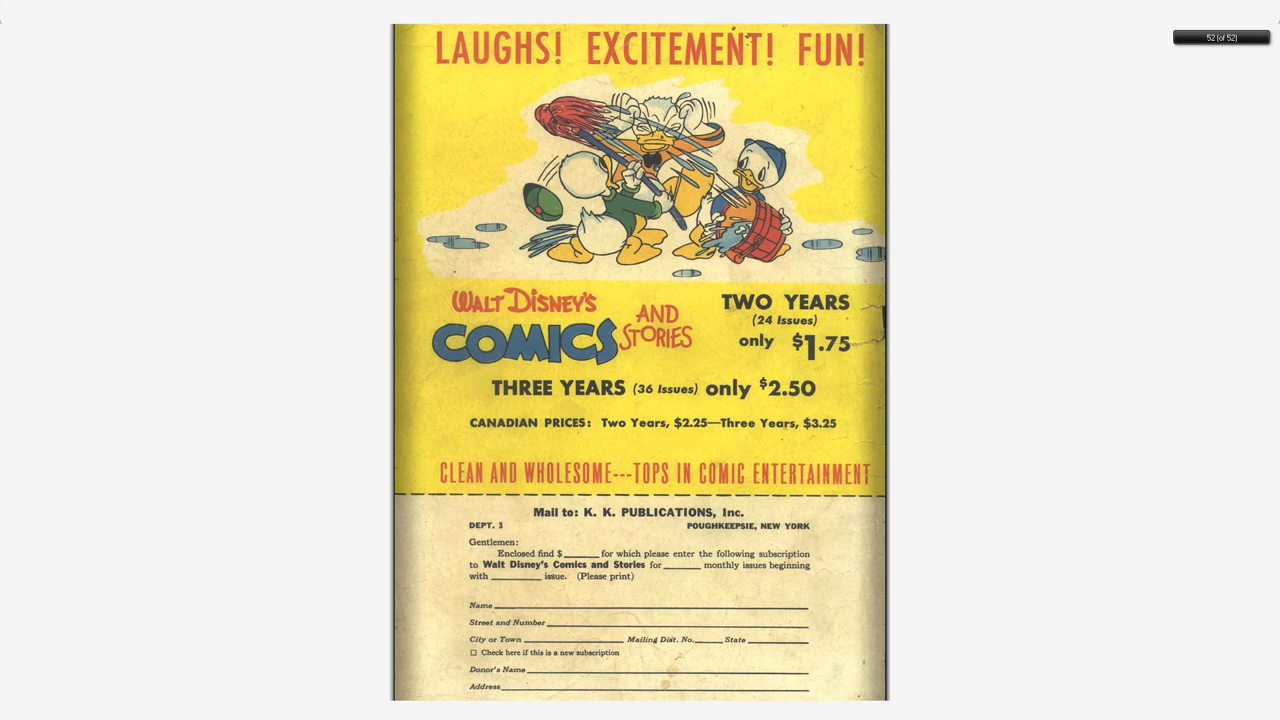 52 (of 52)
LAUGHS! EXCITEMENT! FUN!
WALT DISNEY'S
COMICS
AND
STORIES
TWO YEARS
(24 Issues)
only $1.75
THREE YEARS (36 Issues) only $2.50
CANADIAN PRICES: Two Years, $2.25—Three Years, $3.25
CLEAN AND WHOLESOME---TOPS IN COMIC ENTERTAINMENT
Mail to: K. K. PUBLICATIONS, Inc.
DEPT. 3 POUGHKEEPSIE, NEW YORK
Gentlemen:
Enclosed find $______ for which please enter the following subscription
to Walt Disney's Comics and Stories for ______ monthly issues beginning
with ________ issue. (Please print)
Name
Street and Number
City or Town Mailing Dist. No. State
☐ Check here if this is a new subscription
Donor's Name
Address